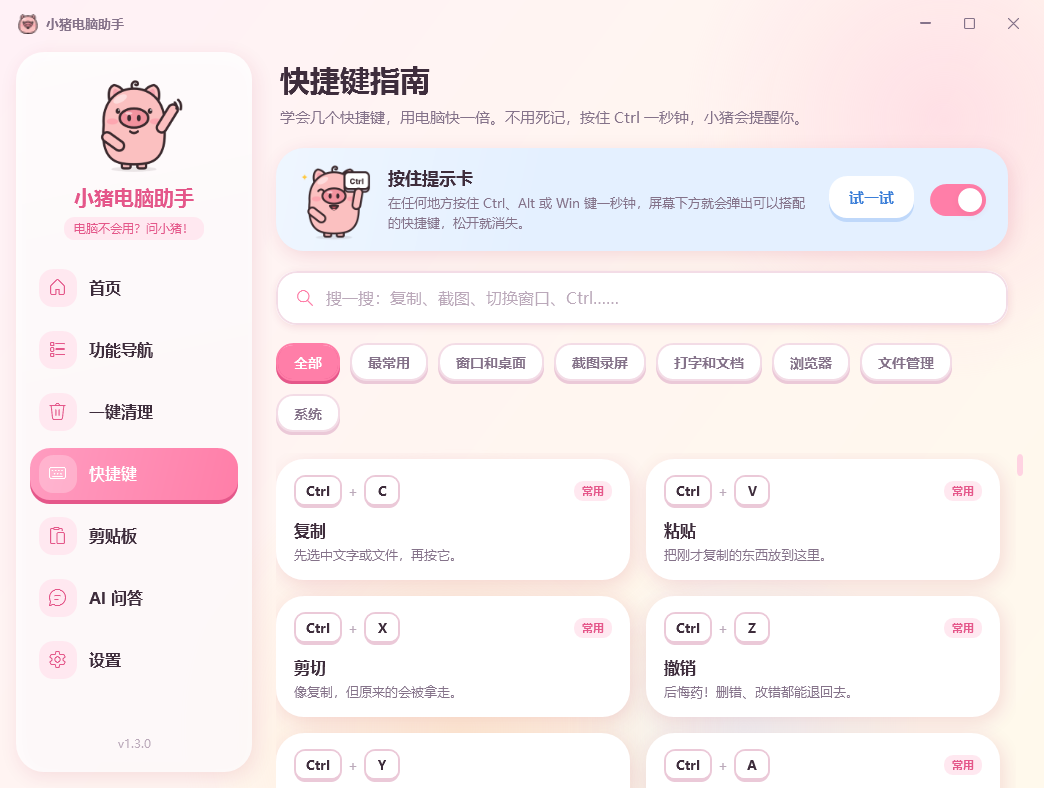 小猪电脑助手
小猪电脑助手
电脑不会用？问小猪！
首页
功能导航
一键清理
快捷键
剪贴板
AI 问答
设置
v1.3.0
快捷键指南
学会几个快捷键，用电脑快一倍。不用死记，按住 Ctrl 一秒钟，小猪会提醒你。
Ctrl
按住提示卡
在任何地方按住 Ctrl、Alt 或 Win 键一秒钟，屏幕下方就会弹出可以搭配
的快捷键，松开就消失。
试一试
搜一搜：复制、截图、切换窗口、Ctrl……
全部 最常用 窗口和桌面 截图录屏 打字和文档 浏览器 文件管理
系统
Ctrl + C 常用
复制
先选中文字或文件，再按它。
Ctrl + V 常用
粘贴
把刚才复制的东西放到这里。
Ctrl + X 常用
剪切
像复制，但原来的会被拿走。
Ctrl + Z 常用
撤销
后悔药！删错、改错都能退回去。
Ctrl + Y
Ctrl + A 常用